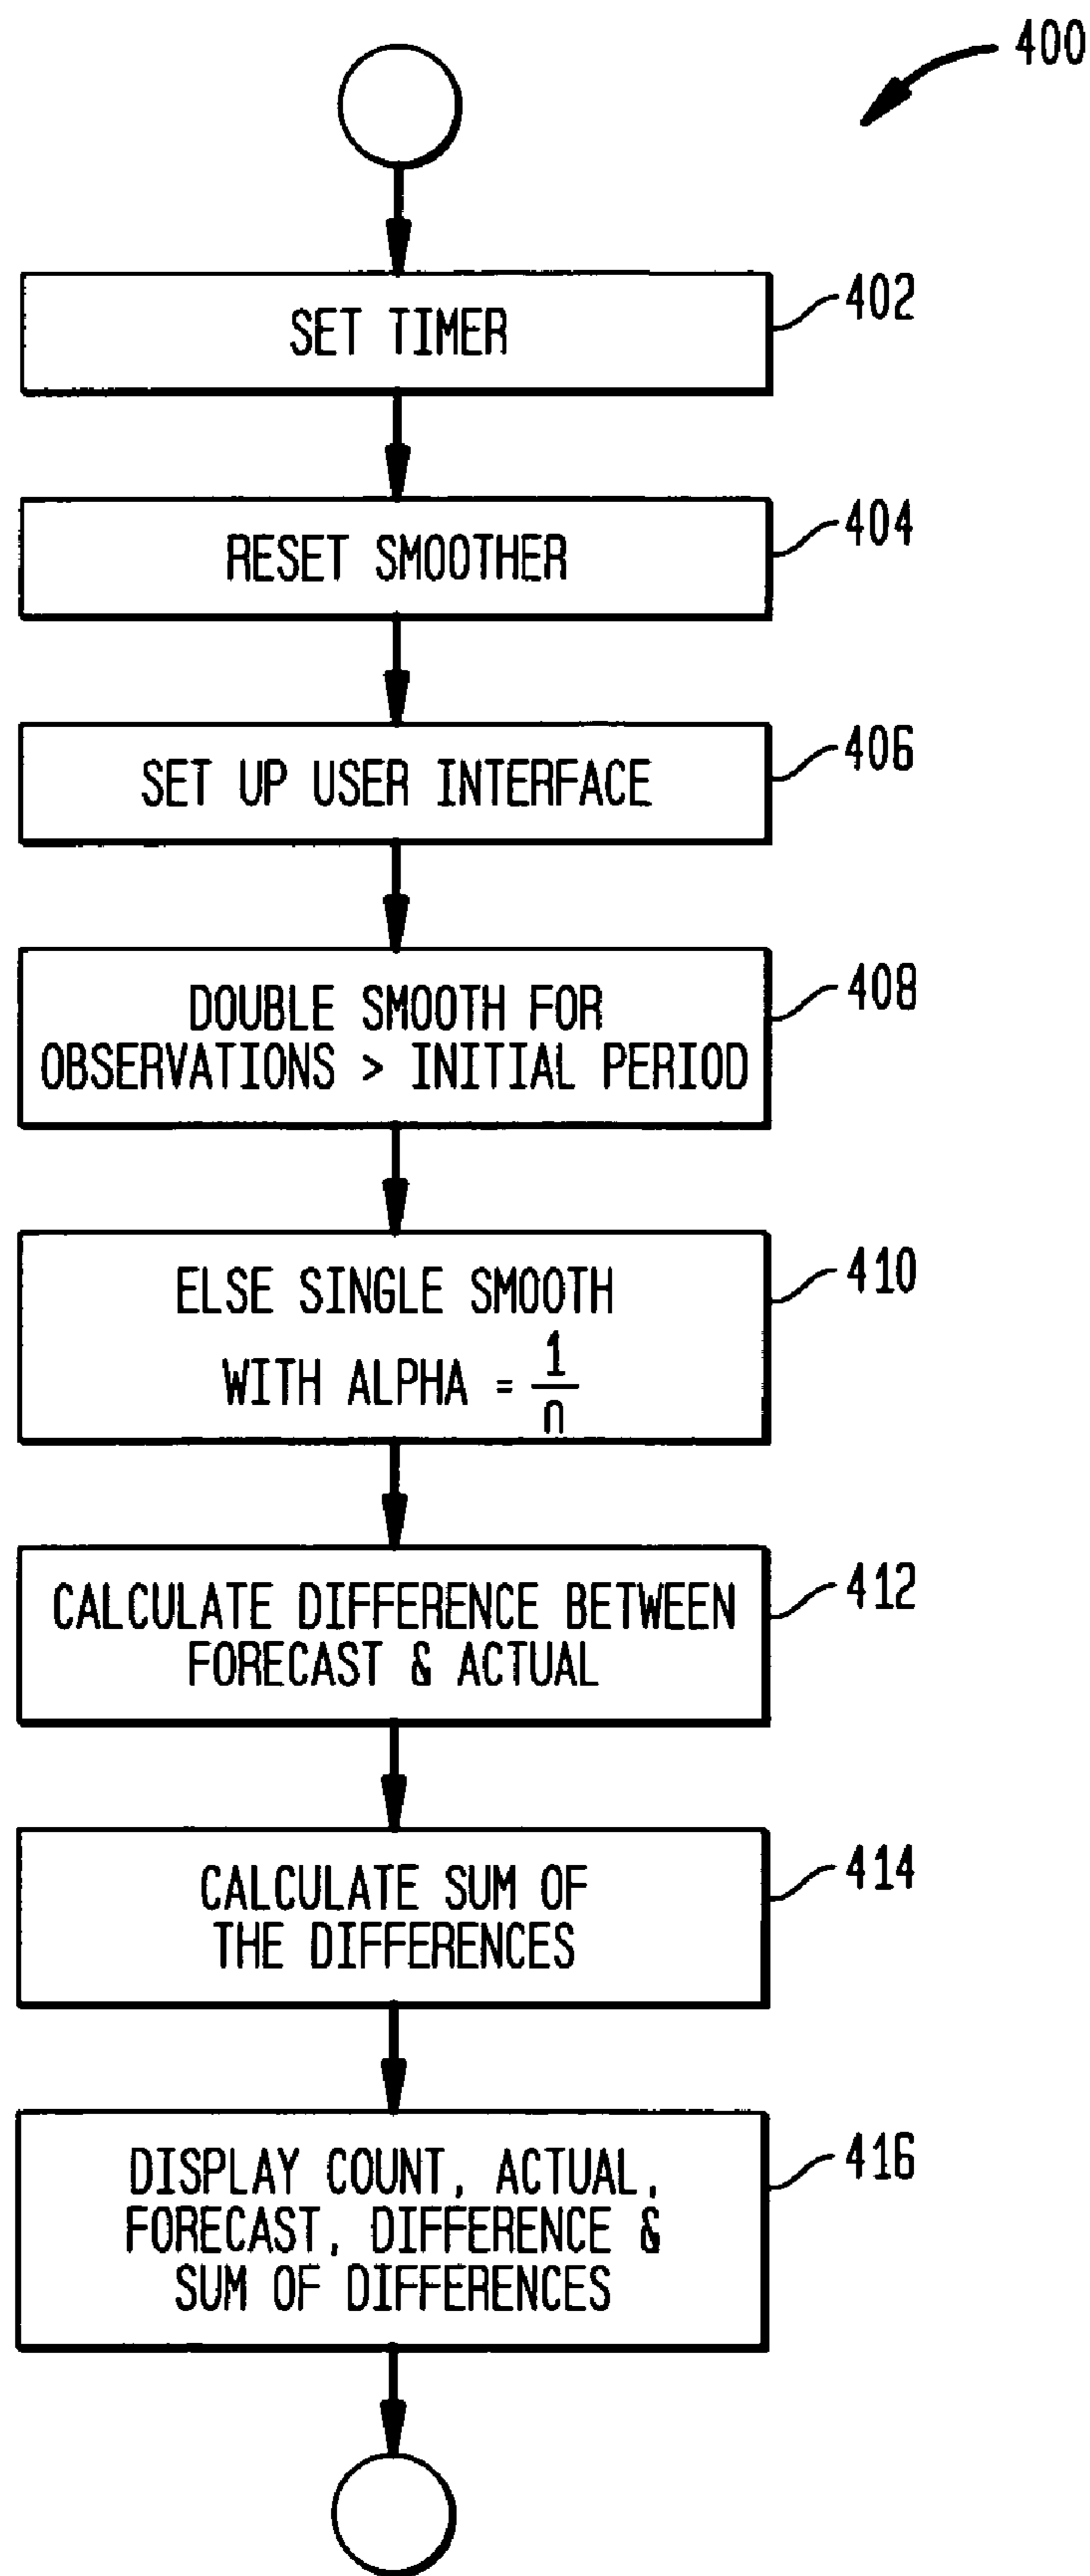 400
SET TIMER
402
RESET SMOOTHER
404
SET UP USER INTERFACE
406
DOUBLE SMOOTH FOR
OBSERVATIONS > INITIAL PERIOD
408
ELSE SINGLE SMOOTH
WITH ALPHA = 1/n
410
CALCULATE DIFFERENCE BETWEEN
FORECAST & ACTUAL
412
CALCULATE SUM OF
THE DIFFERENCES
414
DISPLAY COUNT, ACTUAL,
FORECAST, DIFFERENCE &
SUM OF DIFFERENCES
416